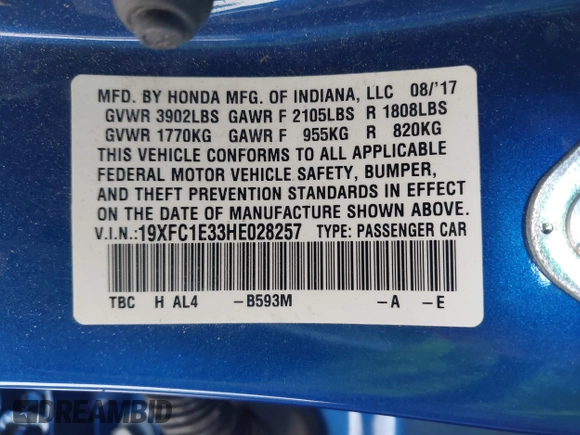 MFD. BY HONDA MFG. OF INDIANA, LLC 08/'17
GVWR 3902LBS GAWR F 2105LBS R 1808LBS
GVWR 1770KG GAWR F 955KG R 820KG
THIS VEHICLE CONFORMS TO ALL APPLICABLE
FEDERAL MOTOR VEHICLE SAFETY, BUMPER,
AND THEFT PREVENTION STANDARDS IN EFFECT
ON THE DATE OF MANUFACTURE SHOWN ABOVE.
V.I.N.:19XFC1E33HE028257 TYPE: PASSENGER CAR
TBC H AL4 -B593M -A -E
DREAMBID